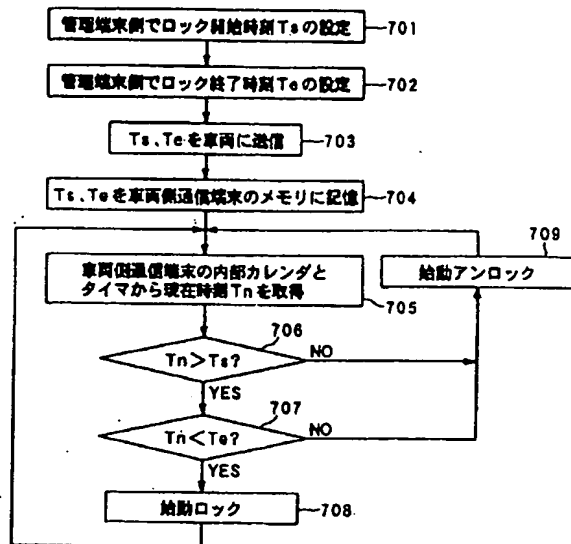 管理端末側でロック開始時刻Tsの設定
701
管理端末側でロック終了時刻Teの設定
702
Ts、Teを車両に送信
703
Ts、Teを車両側通信端末のメモリに記憶
704
709
始動アンロック
車両側通信端末の内部カレンダと
タイマから現在時刻Tnを取得
705
706
Tn>Ts?
NO
YES
707
Tn<Te?
NO
YES
始動ロック
708